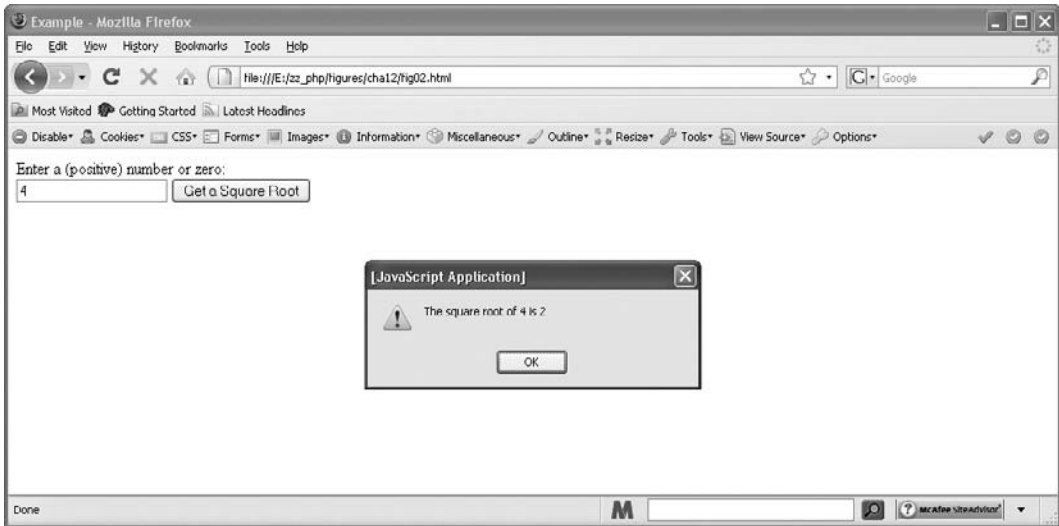 Example - Mozilla Firefox
File Edit View History Bookmarks Tools Help
file:///E:/zz_php/figures/cha12/fig02.html
G Google
Most Visited Getting Started Latest Headlines
Disable Cookies CSS Forms Images Information Miscellaneous Outline Resize Tools View Source Options
Enter a (positive) number or zero:
4 Get a Square Root
[JavaScript Application]
The square root of 4 is 2
OK
Done M McAfee SiteAdvisor